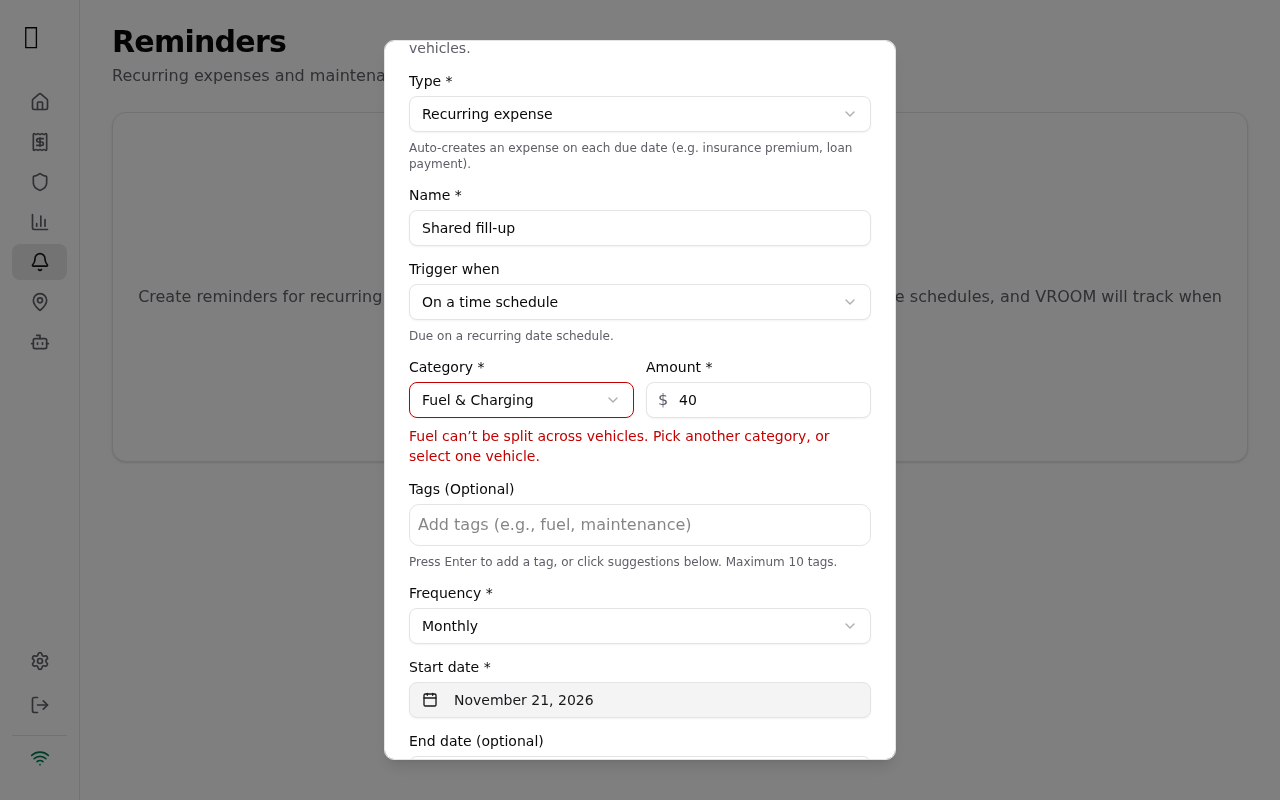 Reminders
Recurring expenses and maintena
Create reminders for recurring
e schedules, and VROOM will track when
vehicles.
Type *
Recurring expense
Auto-creates an expense on each due date (e.g. insurance premium, loan
payment).
Name *
Shared fill-up
Trigger when
On a time schedule
Due on a recurring date schedule.
Category *
Amount *
Fuel & Charging
$ 40
Fuel can’t be split across vehicles. Pick another category, or
select one vehicle.
Tags (Optional)
Add tags (e.g., fuel, maintenance)
Press Enter to add a tag, or click suggestions below. Maximum 10 tags.
Frequency *
Monthly
Start date *
November 21, 2026
End date (optional)